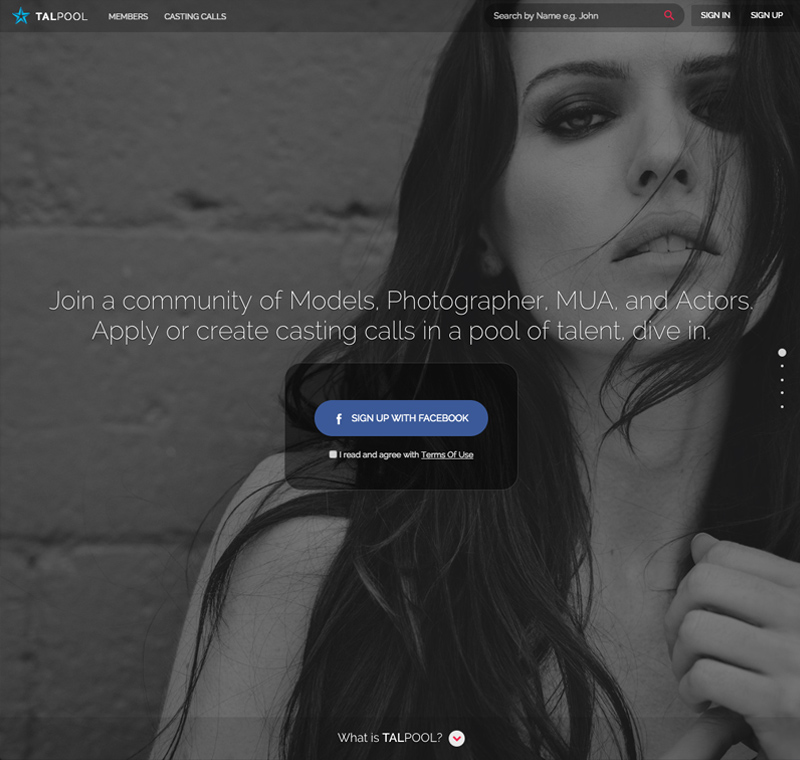 TALPOOL MEMBERS CASTING CALLS Search by Name e.g. John SIGN IN SIGN UP
Join a community of Models, Photographer, MUA, and Actors.
Apply or create casting calls in a pool of talent, dive in.
f SIGN UP WITH FACEBOOK
I read and agree with Terms Of Use
What is TALPOOL?